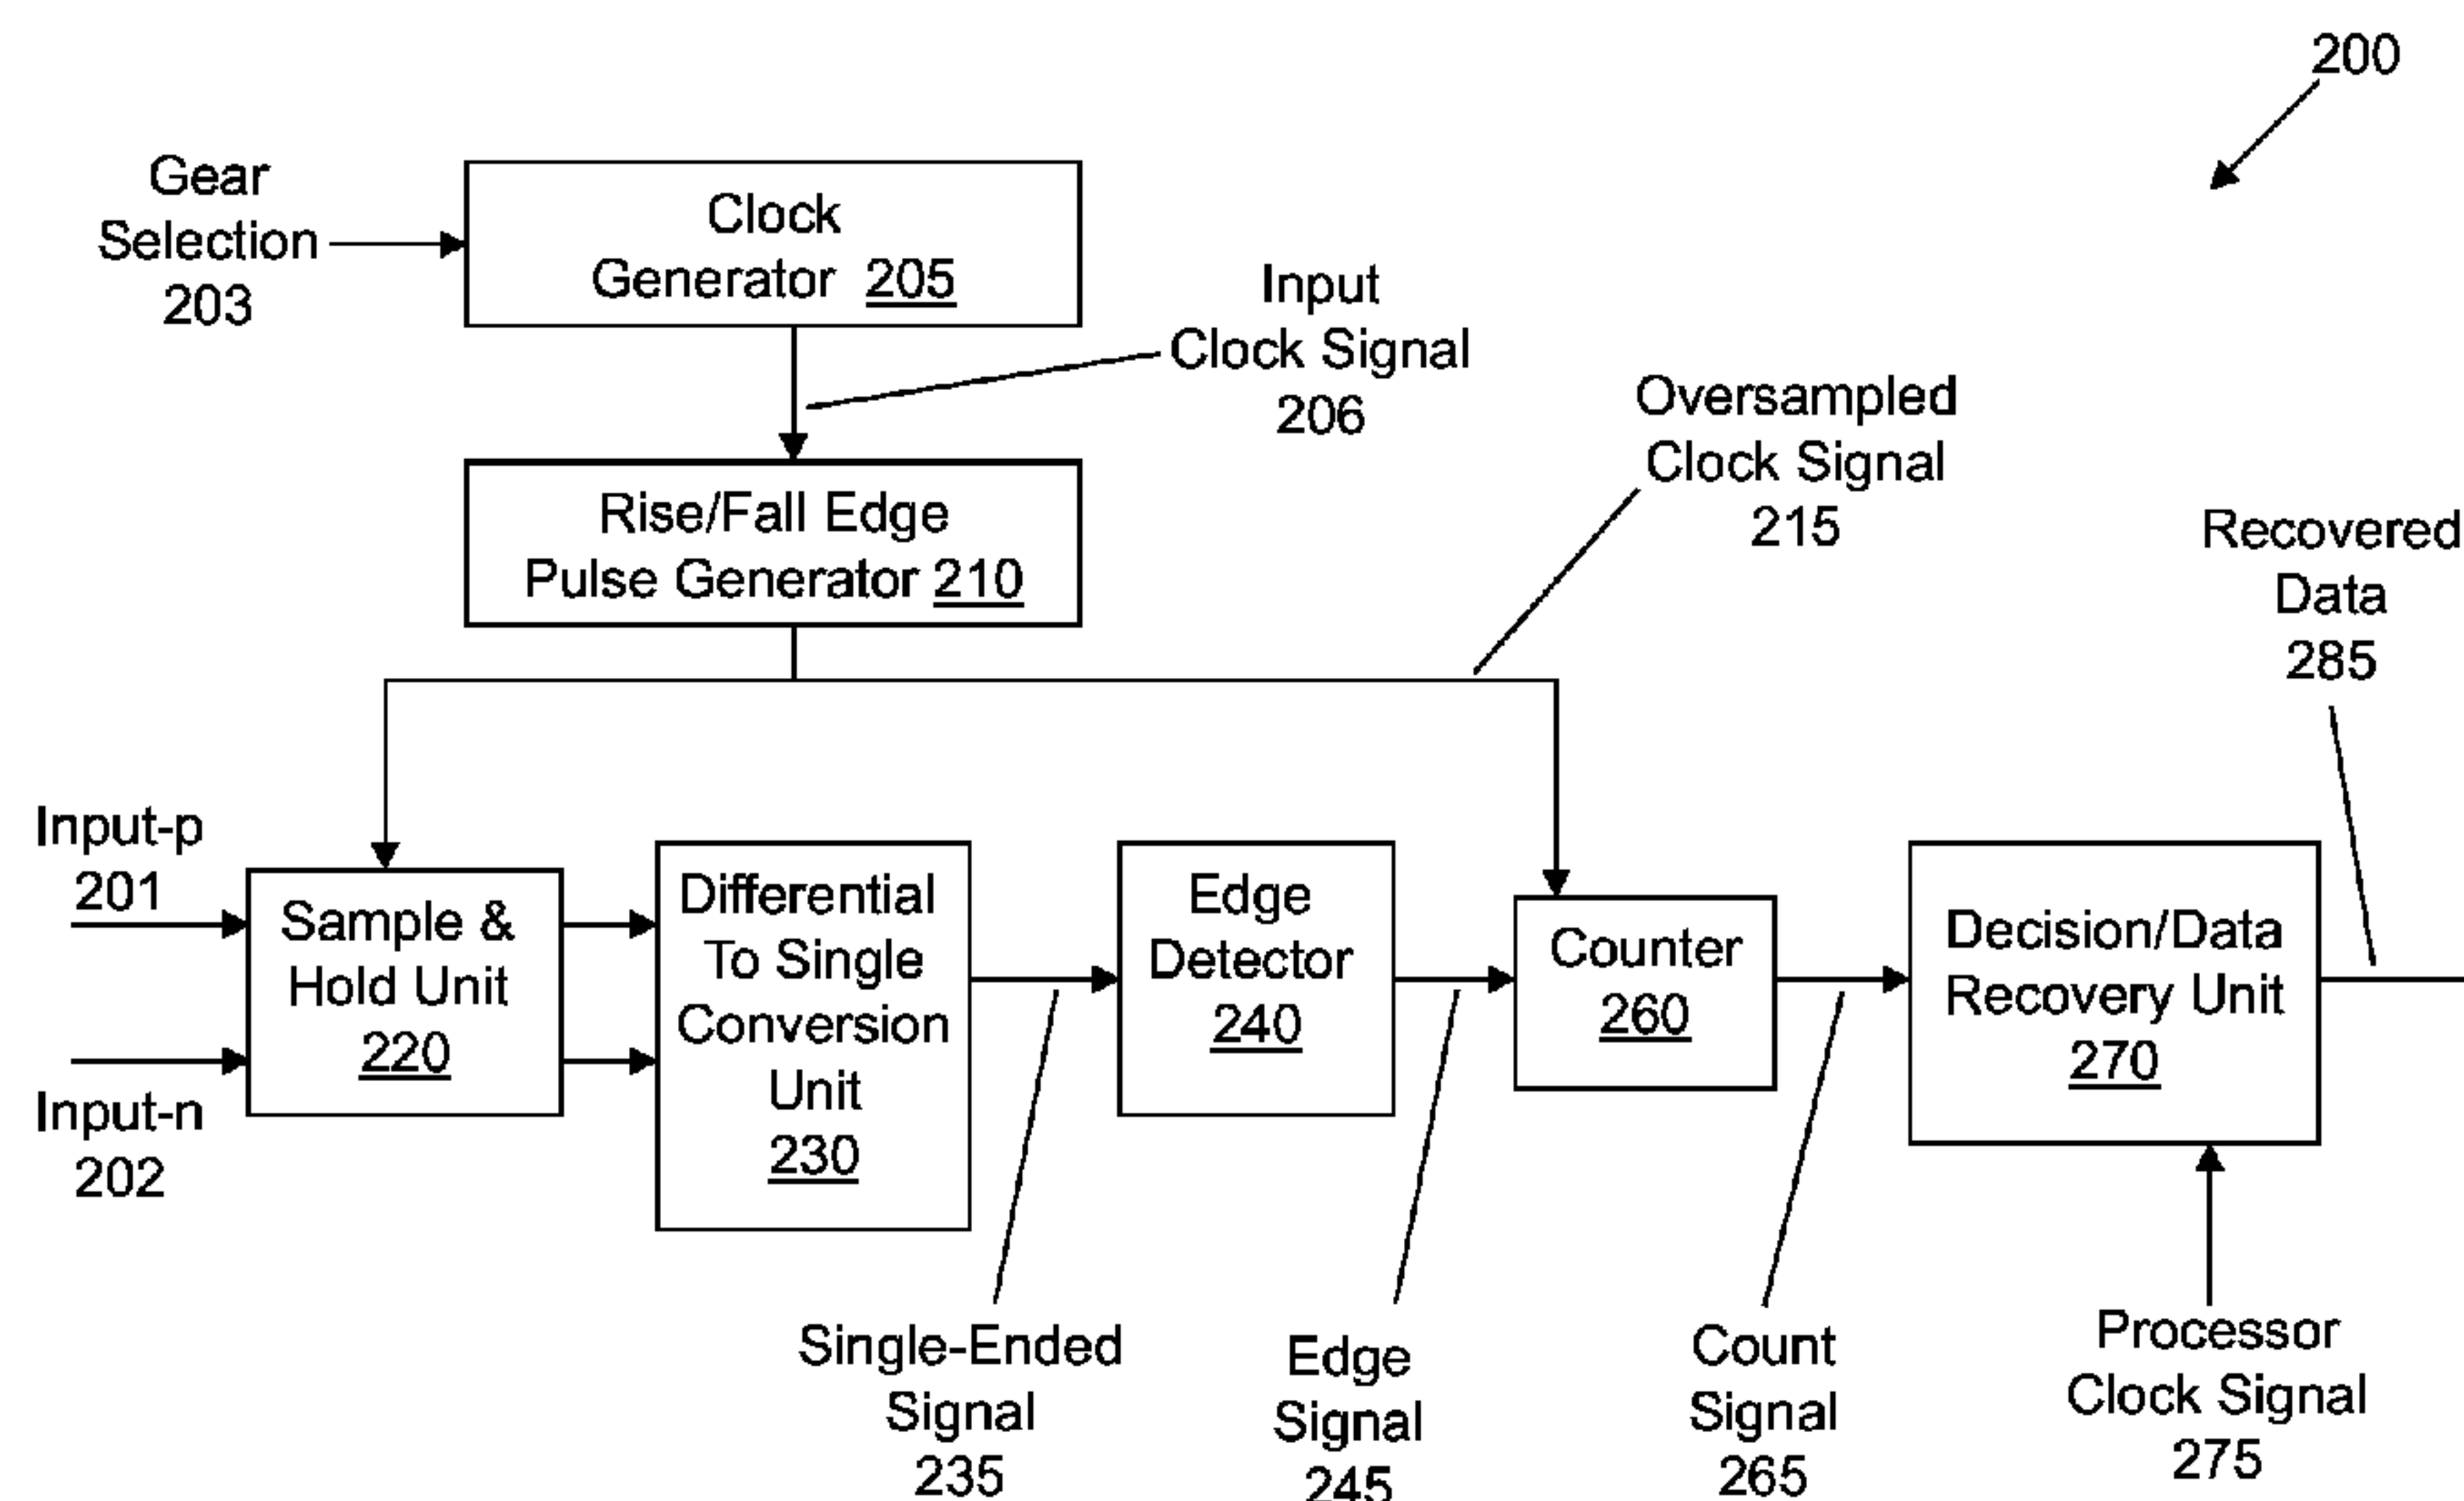 200
Gear
Selection
203
Clock
Generator 205
Input
Clock Signal
206
Rise/Fall Edge
Pulse Generator 210
Oversampled
Clock Signal
215
Recovered
Data
285
Input-p
201
Input-n
202
Sample &
Hold Unit
220
Differential
To Single
Conversion
Unit
230
Edge
Detector
240
Counter
260
Decision/Data
Recovery Unit
270
Single-Ended
Signal
235
Edge
Signal
245
Count
Signal
265
Processor
Clock Signal
275